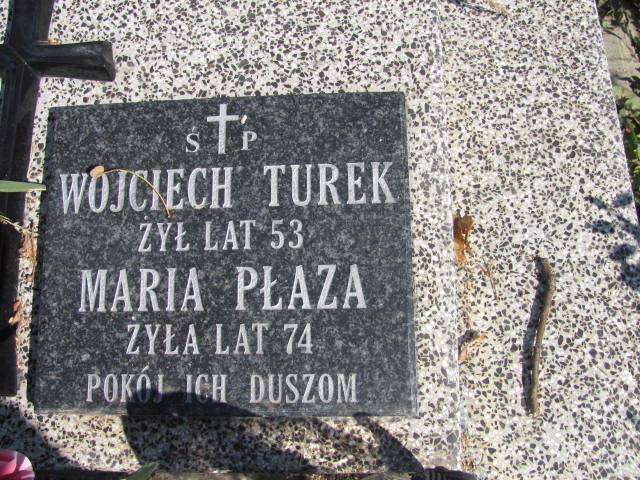 Ś P
WOJCIECH TUREK
ŻYŁ LAT 53
MARIA PŁAZA
ŻYŁA LAT 74
POKÓJ ICH DUSZOM